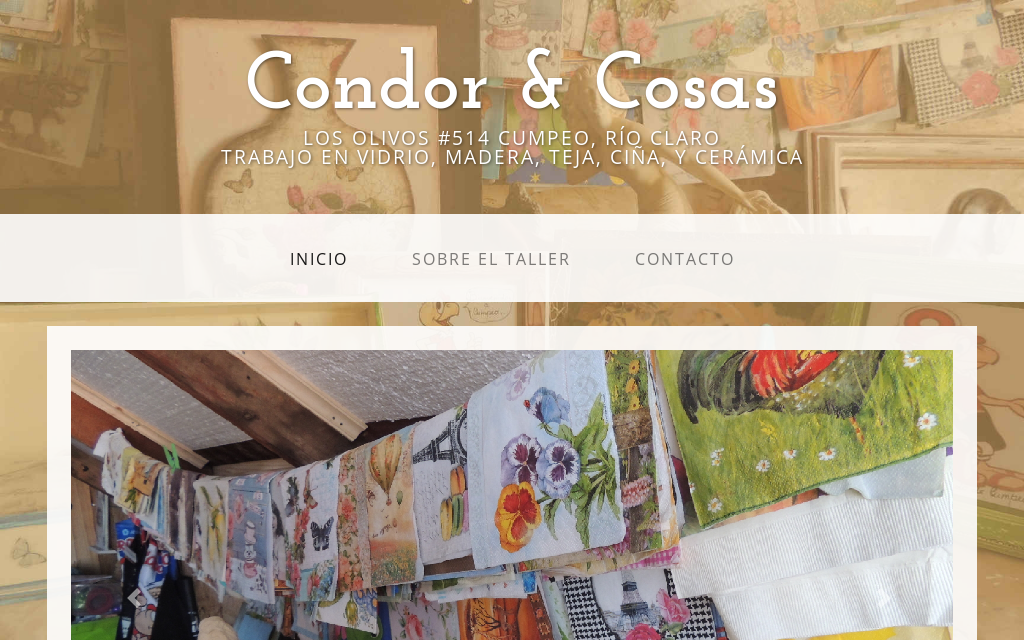 Condor & Cosas
LOS OLIVOS #514 CUMPEO, RÍO CLARO
TRABAJO EN VIDRIO, MADERA, TEJA, CIÑA, Y CERÁMICA
INICIO
SOBRE EL TALLER
CONTACTO